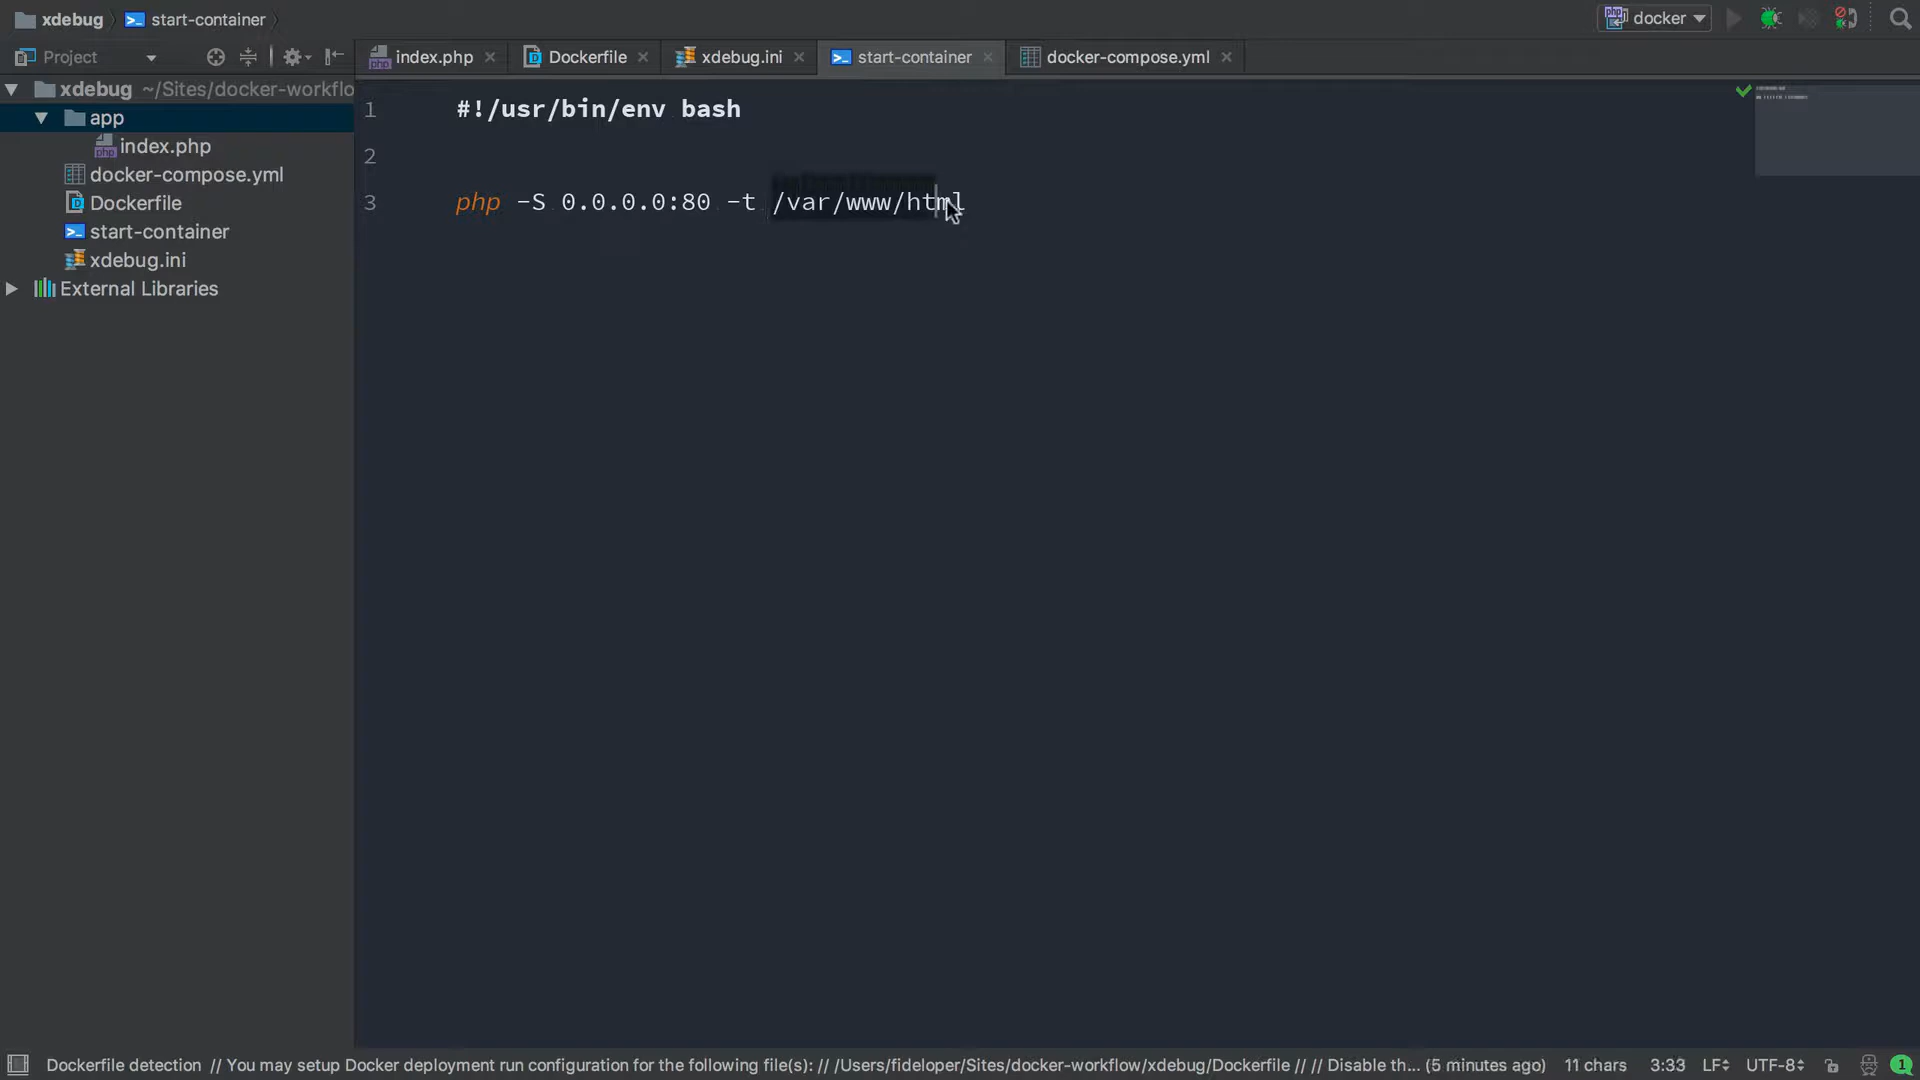 xdebug start-container
docker
Project
index.php
Dockerfile
xdebug.ini
start-container
docker-compose.yml
xdebug ~/Sites/docker-workflo
app
index.php
docker-compose.yml
Dockerfile
start-container
xdebug.ini
External Libraries
1 #!/usr/bin/env bash
2
3 php -S 0.0.0.0:80 -t /var/www/html
Dockerfile detection // You may setup Docker deployment run configuration for the following file(s): // /Users/fideloper/Sites/docker-workflow/xdebug/Dockerfile // // Disable th... (5 minutes ago) 11 chars 3:33 LF UTF-8 1